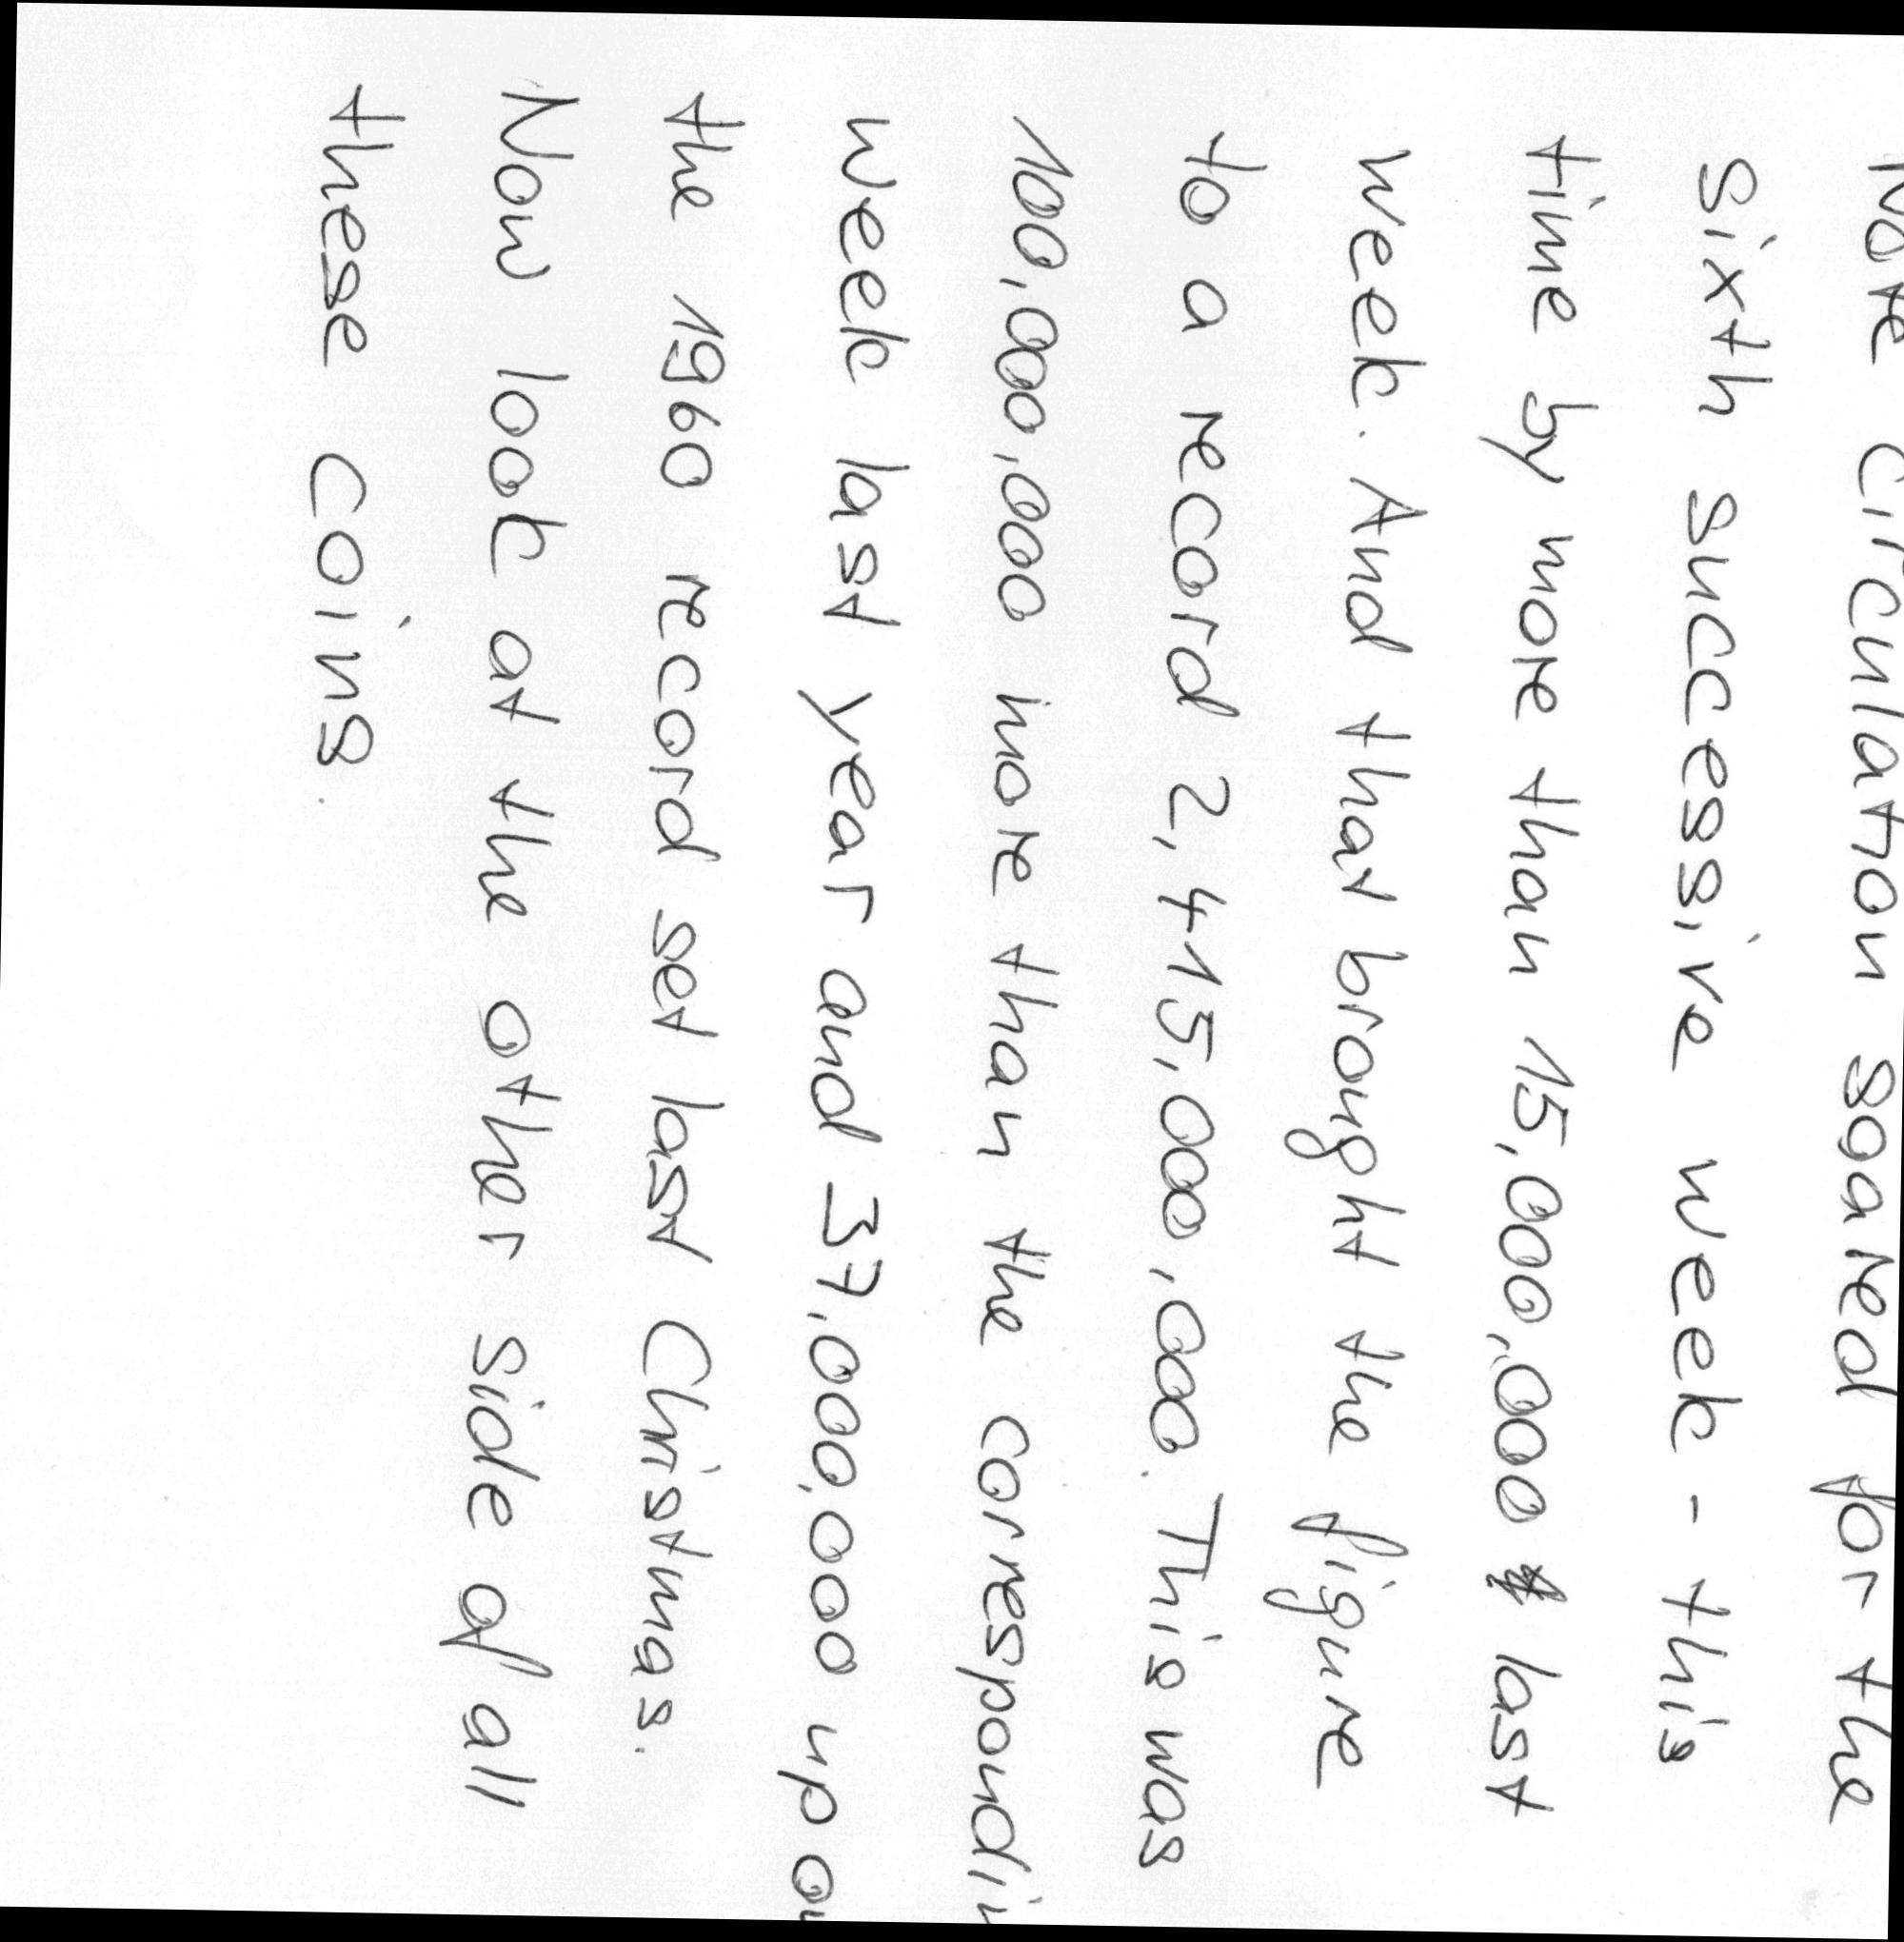 Note circulation soared for the
sixth successive week - this
time by more than 15,000,000 last
week. And that brought the figure
to a record 2,415,000,000. This was
100,000,000 more than the
week last year and 37,000,000 up
the 1960 record set last Christmas.
Now look at the other side of all
these coins.